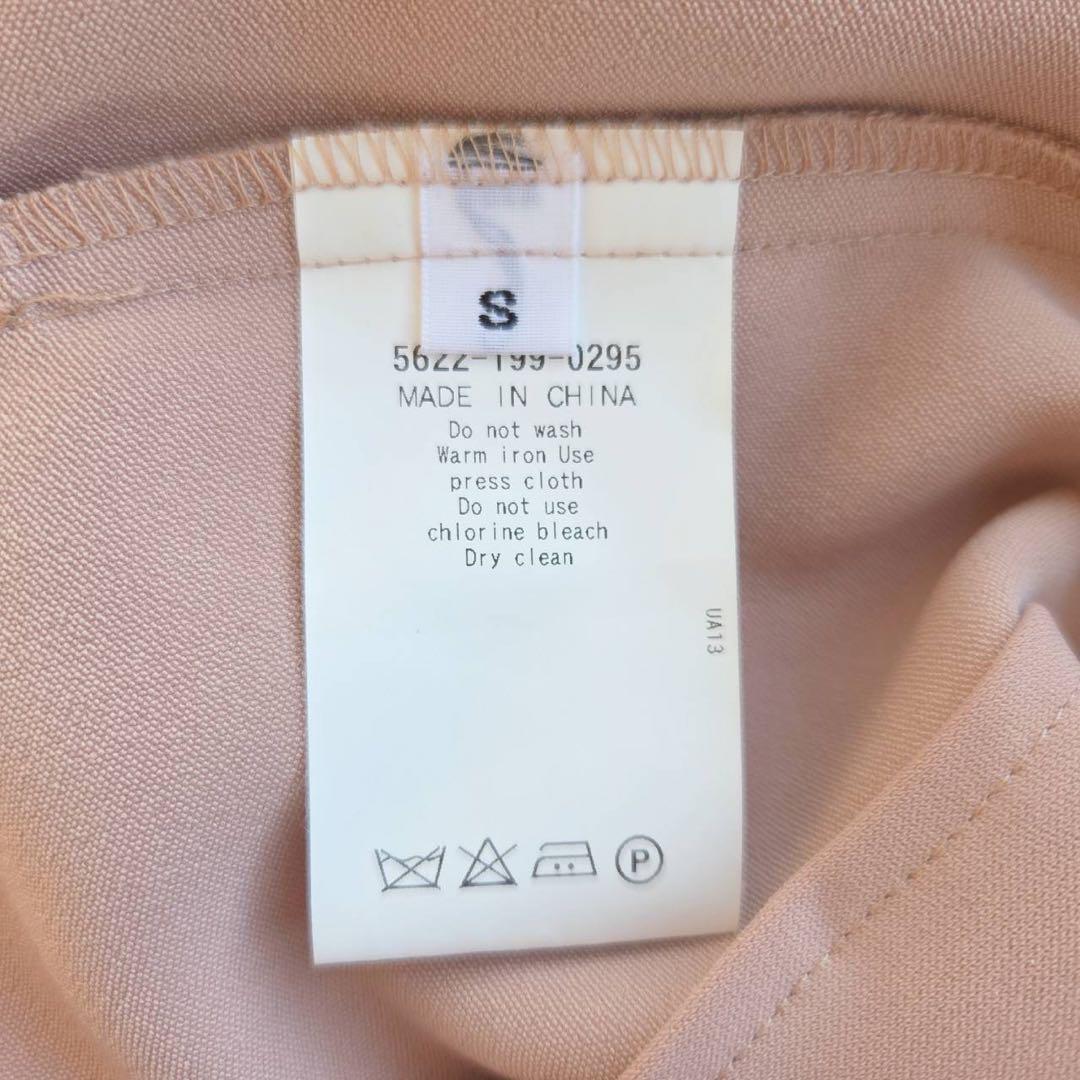 S
5622-199-0295
MADE IN CHINA
Do not wash
Warm iron Use
press cloth
Do not use
chlorine bleach
Dry clean
UA13
P